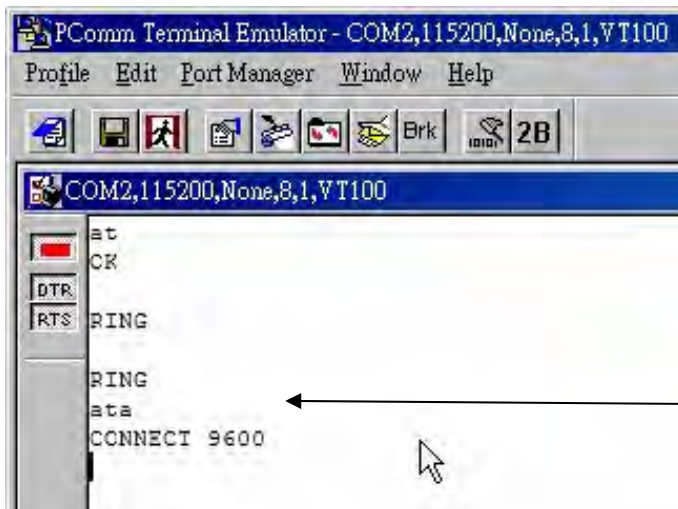 PComm Terminal Emulator - COM2,115200,None,8,1,VT100
Profile Edit Port Manager Window Help
Brk 2B
COM2,115200,None,8,1,VT100
at
OK
DTR
RTS RING
RING
ata
CONNECT 9600